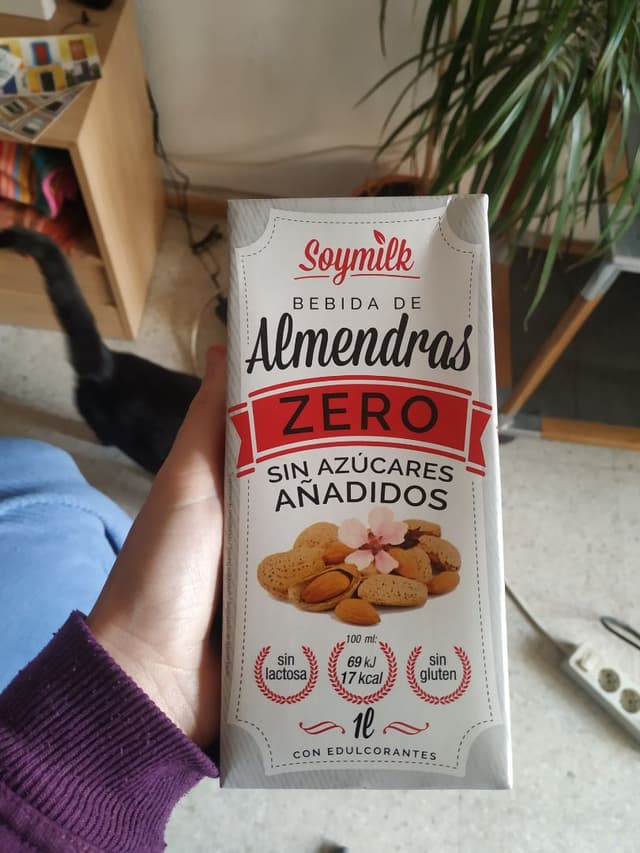 Soymilk
BEBIDA DE
Almendras
ZERO
SIN AZÚCARES
AÑADIDOS
100 ml:
sin
lactosa
69 kJ
17 kcal
sin
gluten
1l
CON EDULCORANTES